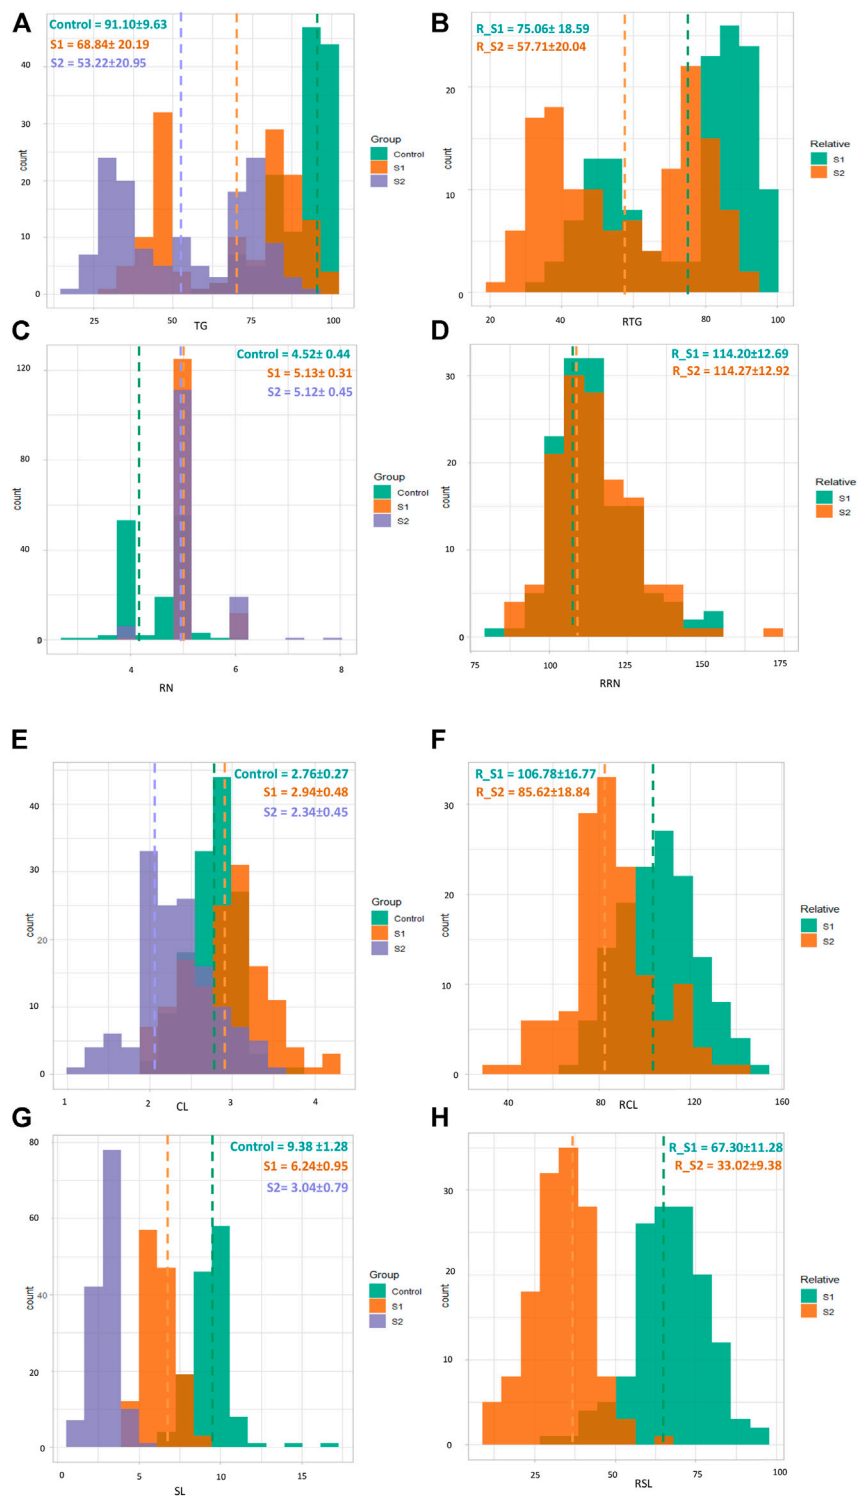 A
Control = 91.10±9.63
S1 = 68.84± 20.19
S2 = 53.22±20.95
40
30
20
10
0
count
25
50
75
100
TG
Group
Control
S1
S2
B
R_S1 = 75.06± 18.59
R_S2 = 57.71±20.04
20
10
0
count
20
40
60
80
100
RTG
Relative
S1
S2
C
Control = 4.52± 0.44
S1 = 5.13± 0.31
S2 = 5.12± 0.45
120
80
40
0
count
4
6
8
RN
Group
Control
S1
S2
D
R_S1 = 114.20±12.69
R_S2 = 114.27±12.92
30
20
10
0
count
75
100
125
150
175
RRN
Relative
S1
S2
E
Control = 2.76±0.27
S1 = 2.94±0.48
S2 = 2.34±0.45
40
30
20
10
0
count
1
2
3
4
CL
Group
Control
S1
S2
F
R_S1 = 106.78±16.77
R_S2 = 85.62±18.84
30
20
10
0
count
40
80
120
160
RCL
Relative
S1
S2
G
Control = 9.38 ±1.28
S1 = 6.24±0.95
S2= 3.04±0.79
80
60
40
20
0
count
0
5
10
15
SL
Group
Control
S1
S2
H
R_S1 = 67.30±11.28
R_S2 = 33.02±9.38
30
20
10
0
count
25
50
75
100
RSL
Relative
S1
S2